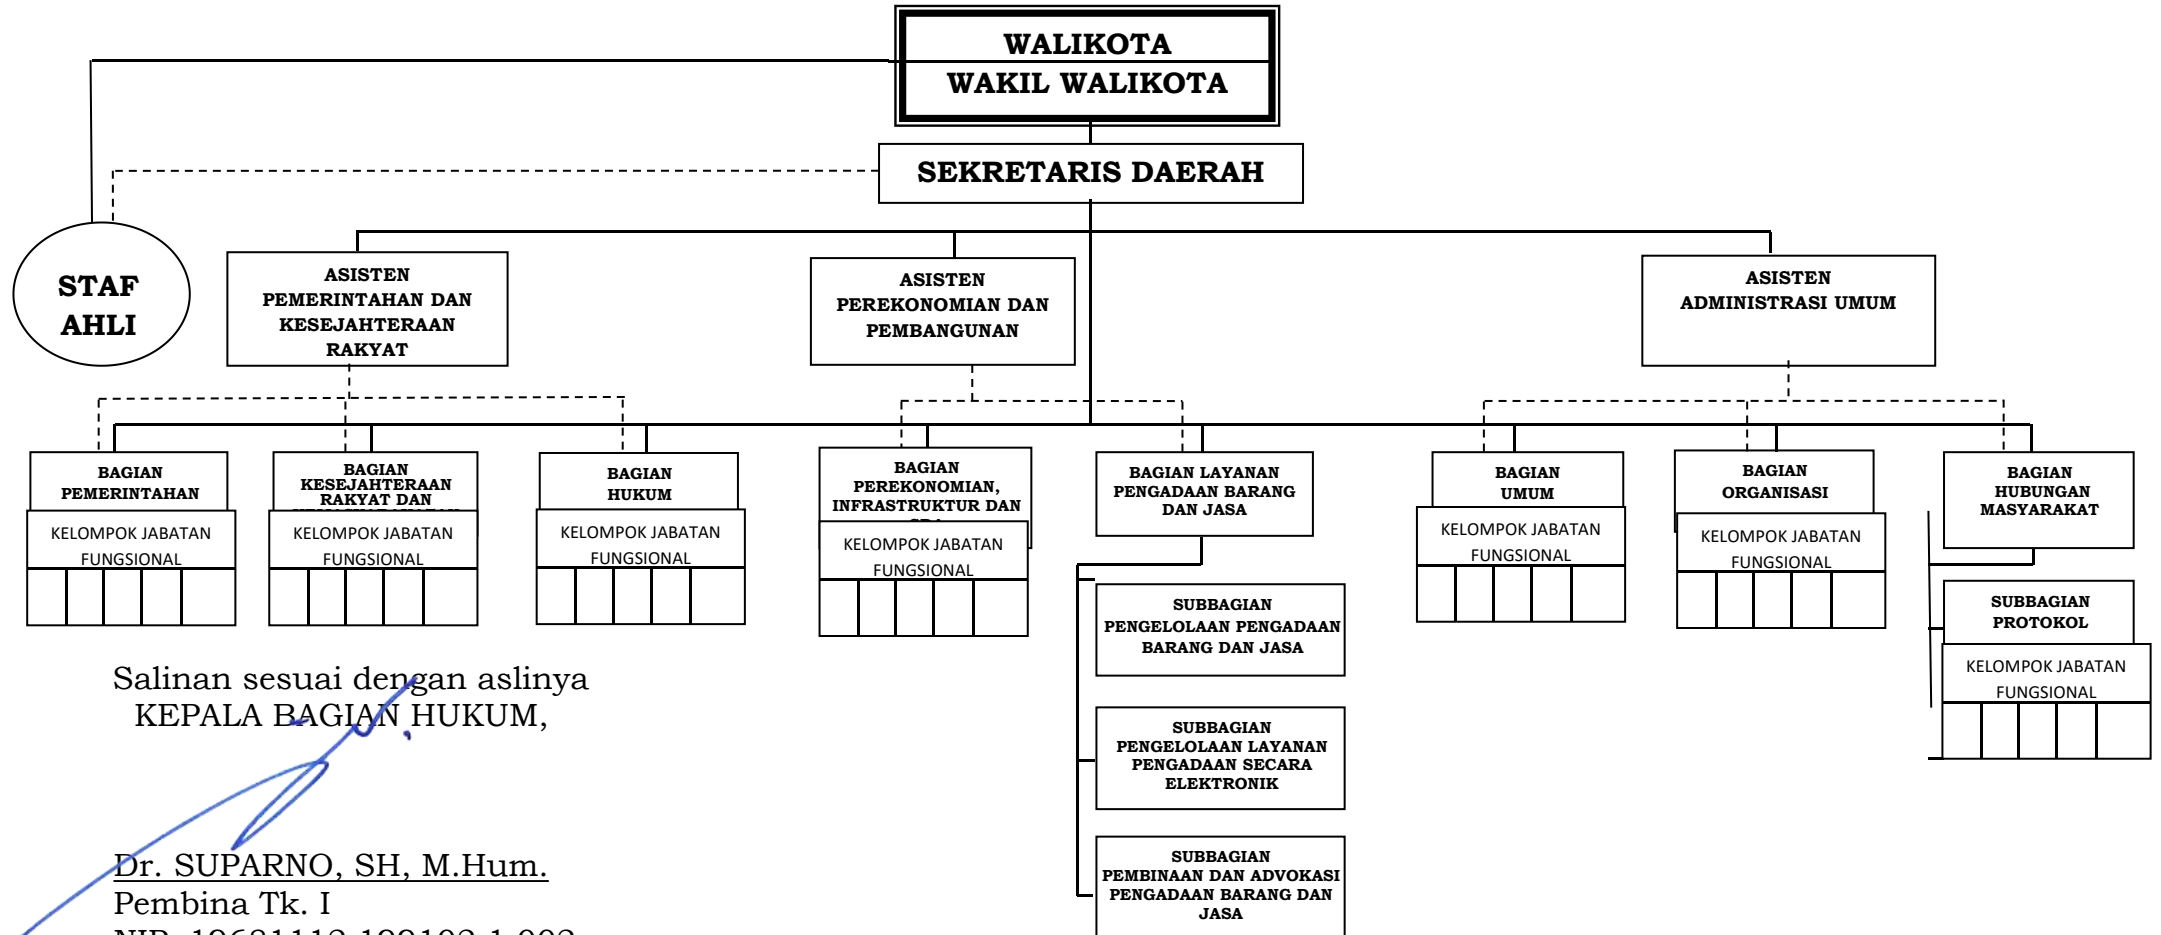 WALIKOTA
WAKIL WALIKOTA
SEKRETARIS DAERAH
STAF
AHLI
ASISTEN
PEMERINTAHAN DAN
KESEJAHTERAAN
RAKYAT
ASISTEN
PEREKONOMIAN DAN
PEMBANGUNAN
ASISTEN
ADMINISTRASI UMUM
BAGIAN
PEMERINTAHAN
KELOMPOK JABATAN
FUNGSIONAL
BAGIAN
KESEJAHTERAAN
RAKYAT DAN
KELOMPOK JABATAN
FUNGSIONAL
BAGIAN
HUKUM
KELOMPOK JABATAN
FUNGSIONAL
BAGIAN
PEREKONOMIAN,
INFRASTRUKTUR DAN
KELOMPOK JABATAN
FUNGSIONAL
BAGIAN LAYANAN
PENGADAAN BARANG
DAN JASA
SUBBAGIAN
PENGELOLAAN PENGADAAN
BARANG DAN JASA
SUBBAGIAN
PENGELOLAAN LAYANAN
PENGADAAN SECARA
ELEKTRONIK
SUBBAGIAN
PEMBINAAN DAN ADVOKASI
PENGADAAN BARANG DAN
JASA
BAGIAN
UMUM
KELOMPOK JABATAN
FUNGSIONAL
BAGIAN
ORGANISASI
KELOMPOK JABATAN
FUNGSIONAL
BAGIAN
HUBUNGAN
MASYARAKAT
SUBBAGIAN
PROTOKOL
KELOMPOK JABATAN
FUNGSIONAL
Salinan sesuai dengan aslinya
KEPALA BAGIAN HUKUM,
Dr. SUPARNO, SH, M.Hum.
Pembina Tk. I